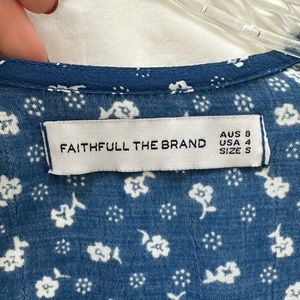 FAITHFULL THE BRAND
AUS 8
USA 4
SIZE S